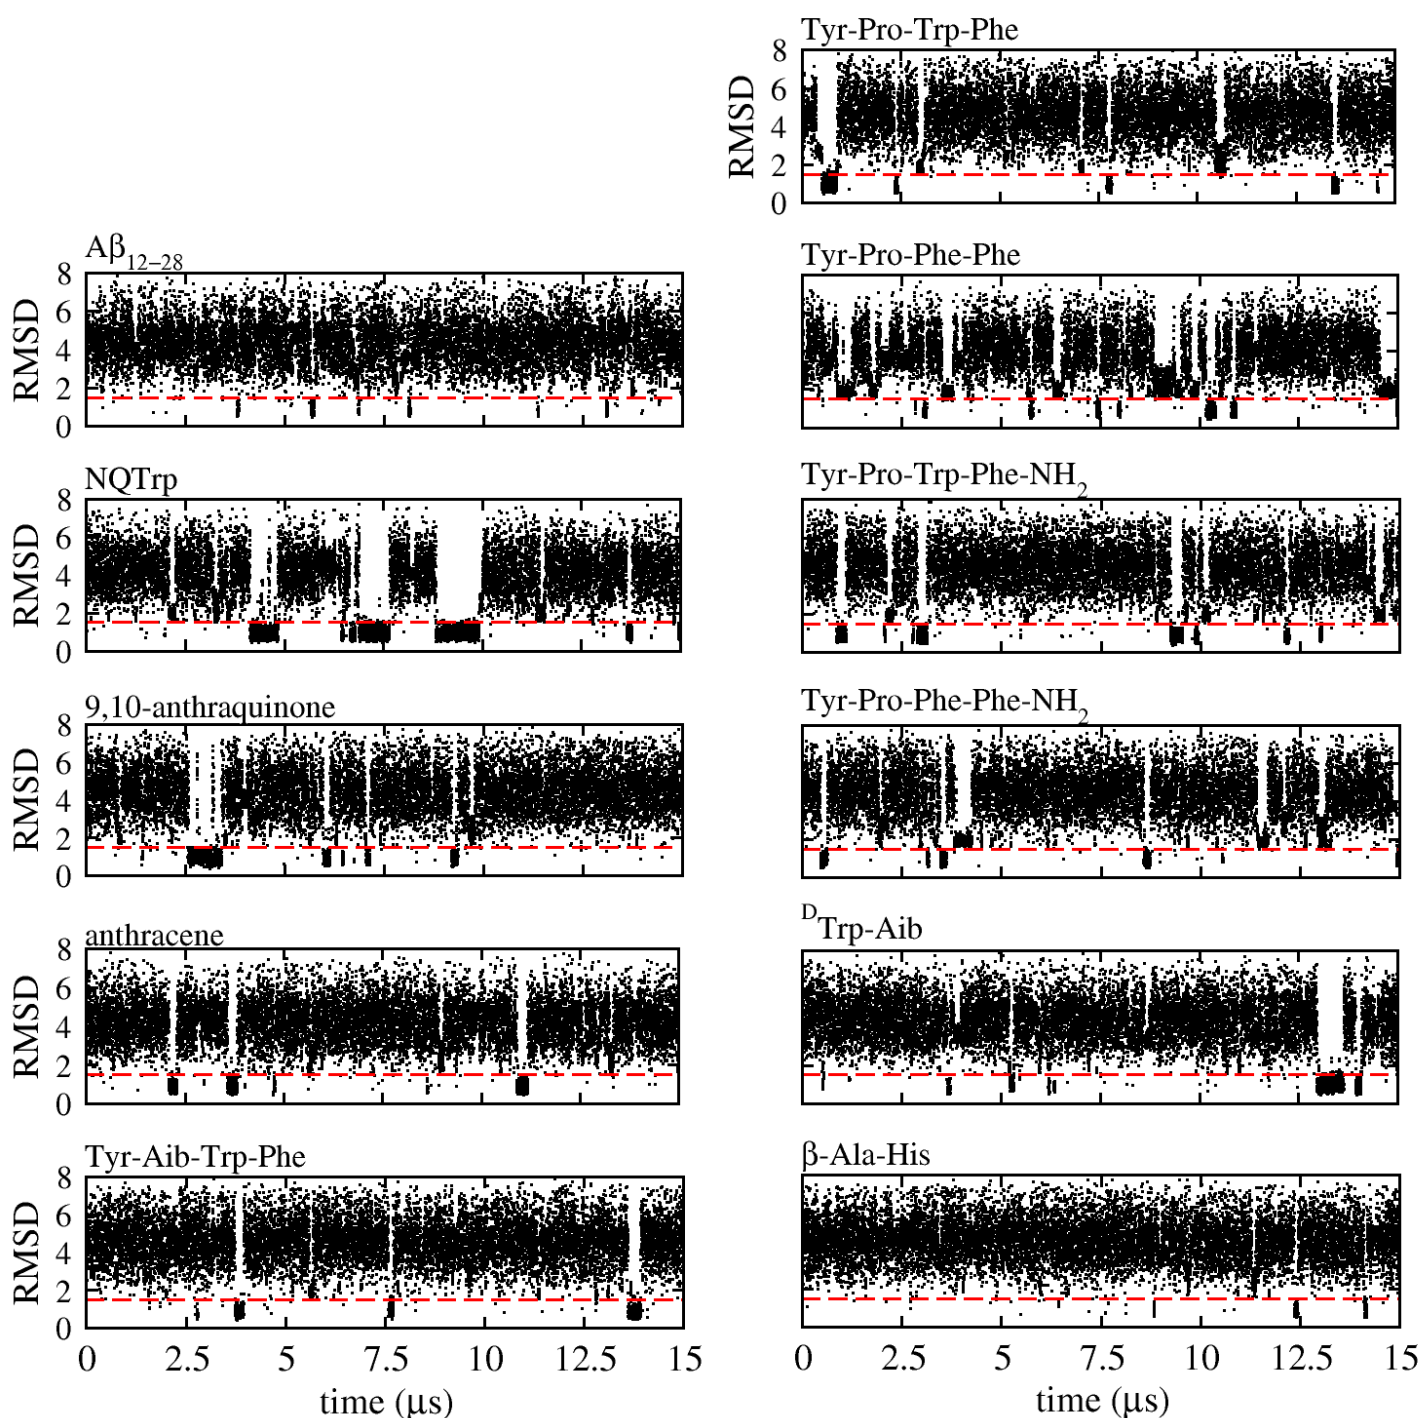 Tyr-Pro-Trp-Phe
RMSD
8
6
4
2
0
Aβ12–28
RMSD
8
6
4
2
0
Tyr-Pro-Phe-Phe
NQTrp
RMSD
8
6
4
2
0
Tyr-Pro-Trp-Phe-NH2
9,10-anthraquinone
RMSD
8
6
4
2
0
Tyr-Pro-Phe-Phe-NH2
anthracene
RMSD
8
6
4
2
0
DTrp-Aib
Tyr-Aib-Trp-Phe
RMSD
8
6
4
2
0
0 2.5 5 7.5 10 12.5 15
time (μs)
β-Ala-His
0 2.5 5 7.5 10 12.5 15
time (μs)